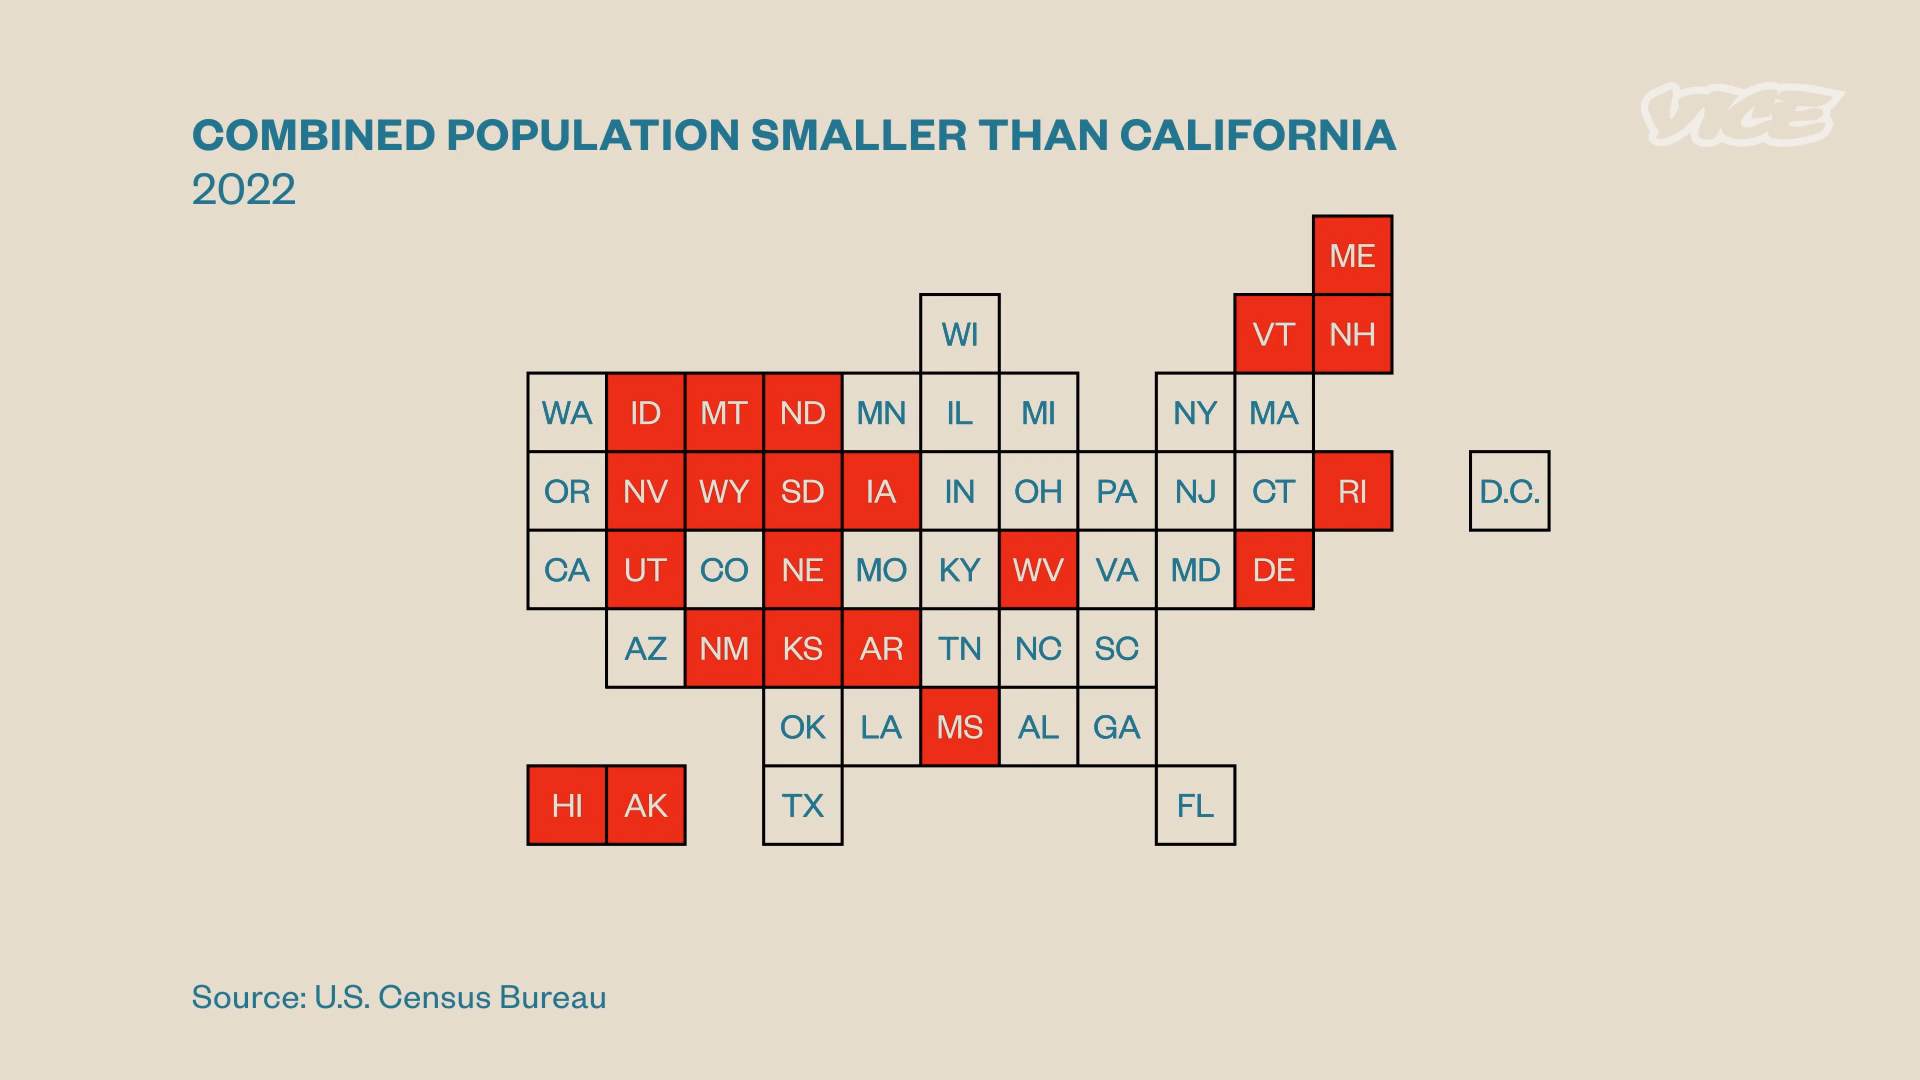 VICE
COMBINED POPULATION SMALLER THAN CALIFORNIA
2022
ME
WI VT NH
WA ID MT ND MN IL MI NY MA
OR NV WY SD IA IN OH PA NJ CT RI D.C.
CA UT CO NE MO KY WV VA MD DE
AZ NM KS AR TN NC SC
OK LA MS AL GA
HI AK TX FL
Source: U.S. Census Bureau